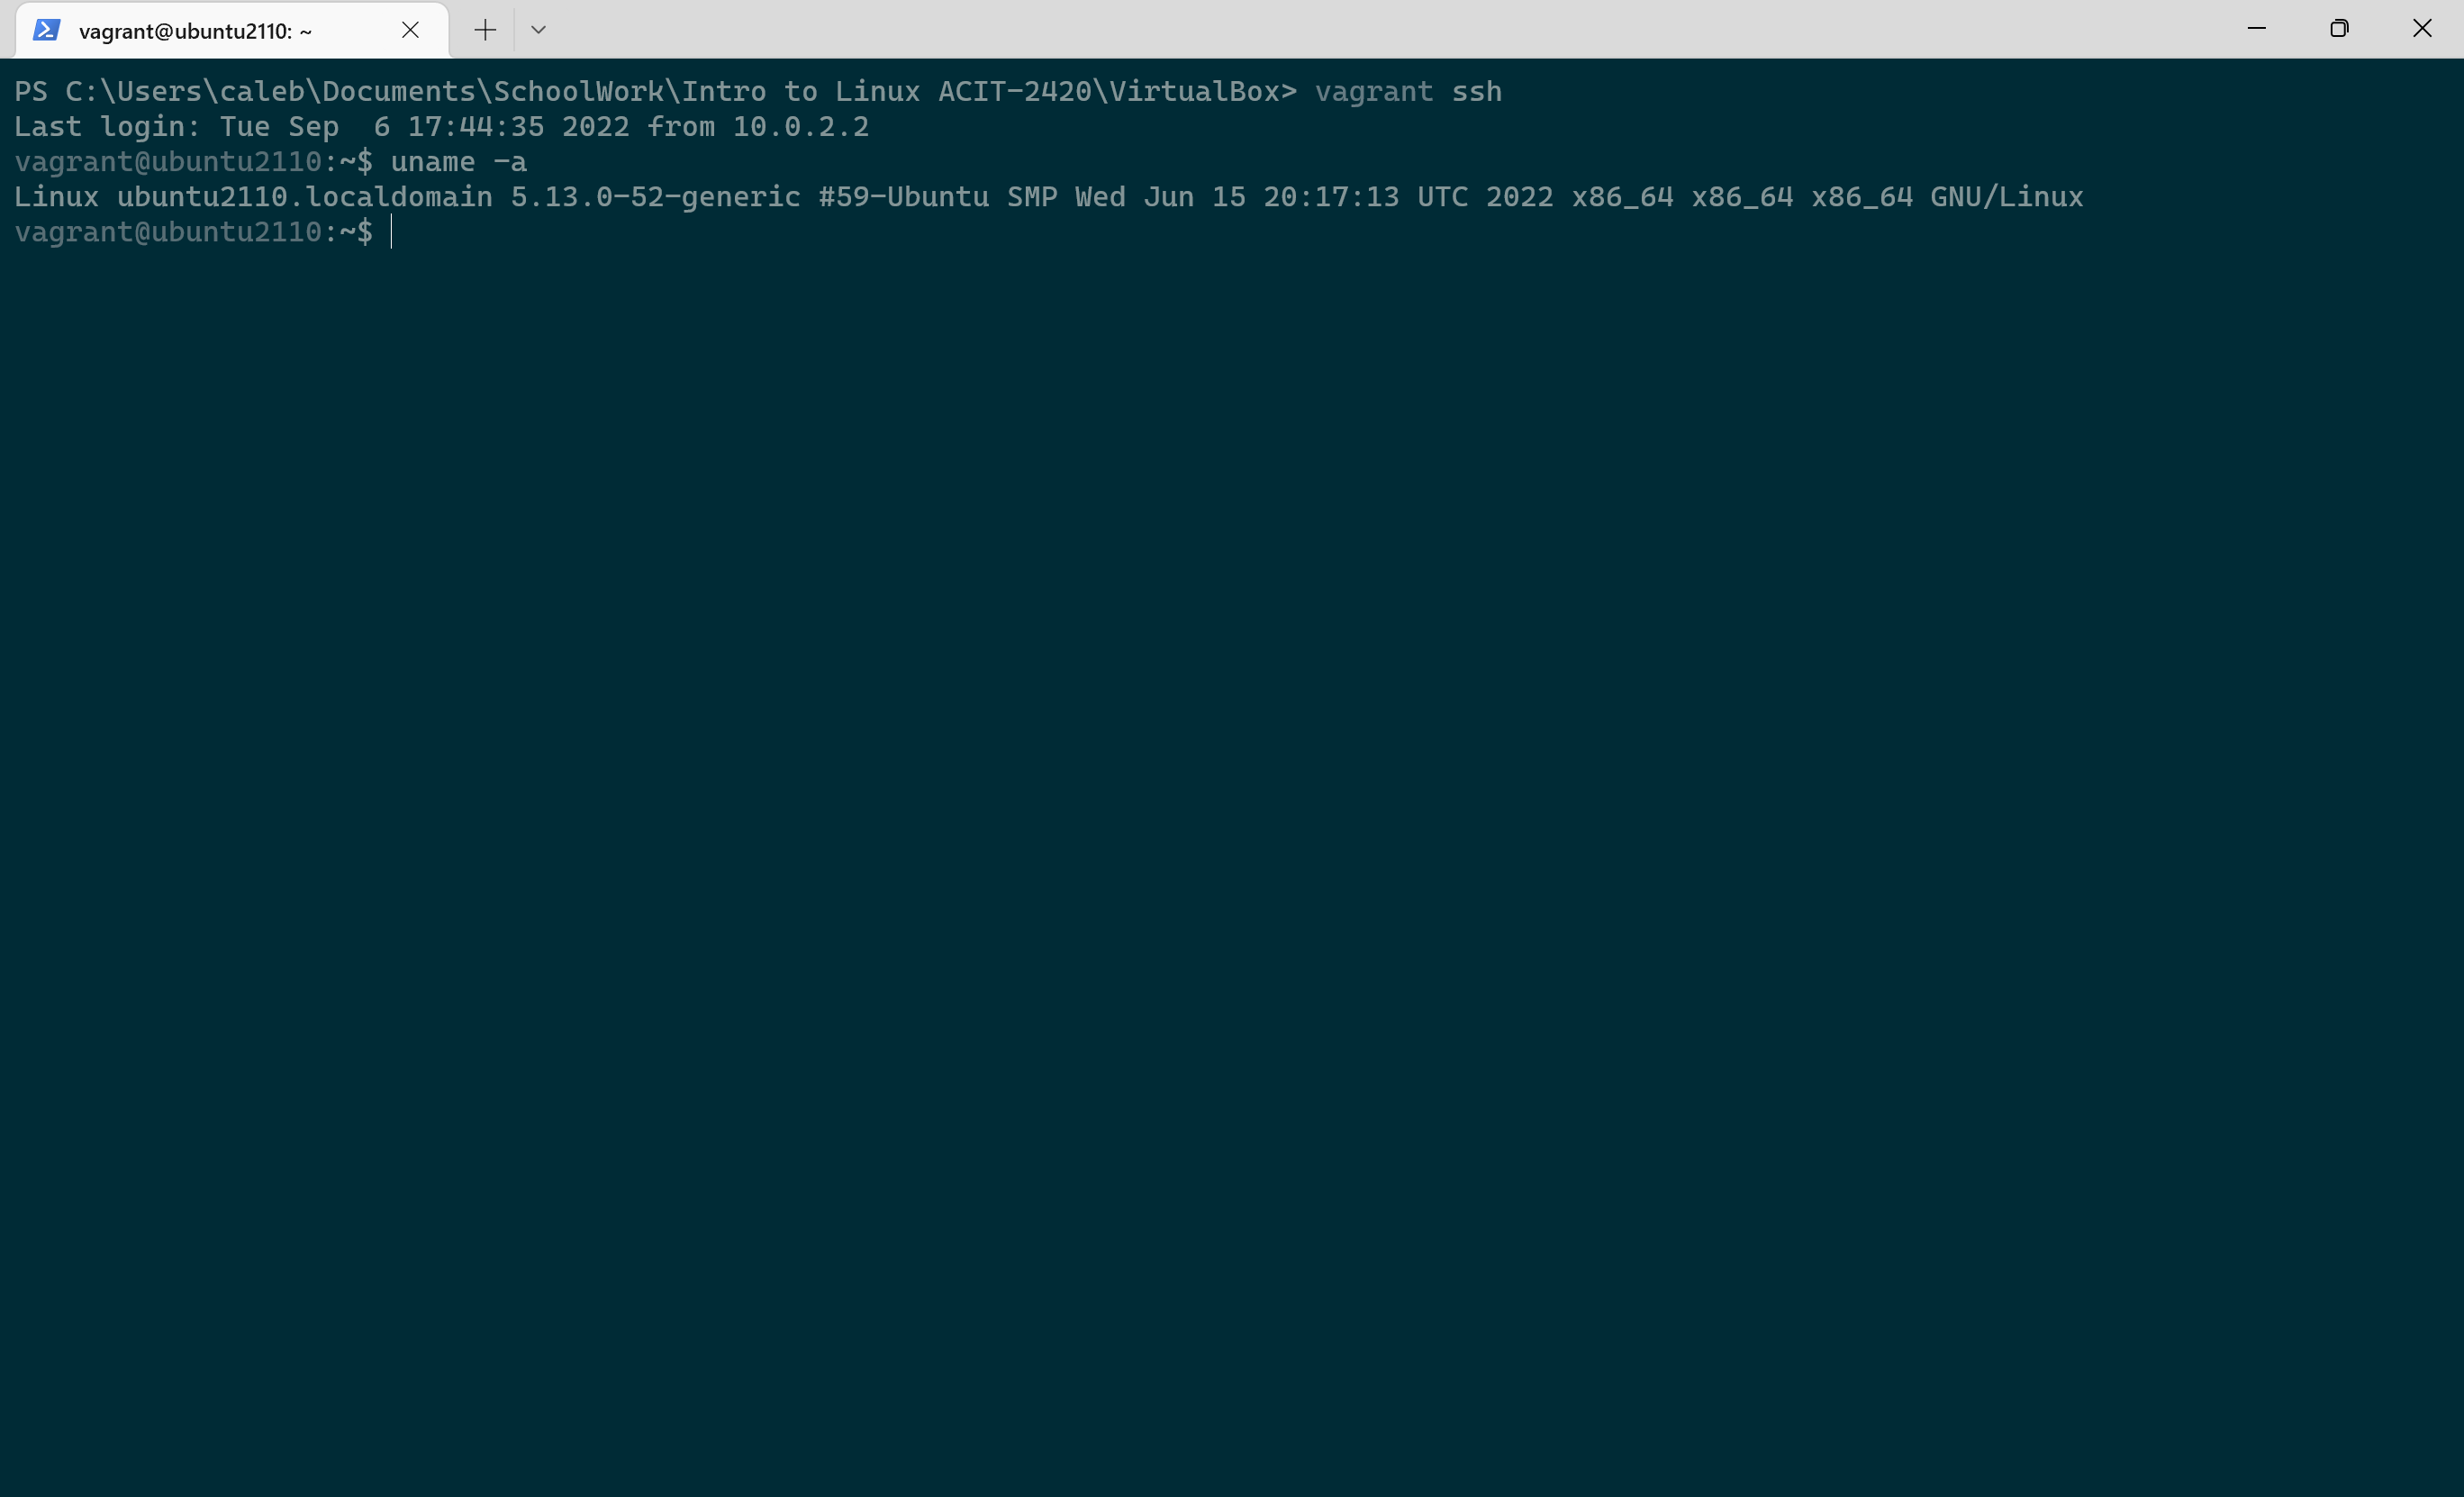 vagrant@ubuntu2110: ~
PS C:\Users\caleb\Documents\SchoolWork\Intro to Linux ACIT-2420\VirtualBox> vagrant ssh
Last login: Tue Sep  6 17:44:35 2022 from 10.0.2.2
vagrant@ubuntu2110:~$ uname -a
Linux ubuntu2110.localdomain 5.13.0-52-generic #59-Ubuntu SMP Wed Jun 15 20:17:13 UTC 2022 x86_64 x86_64 x86_64 GNU/Linux
vagrant@ubuntu2110:~$